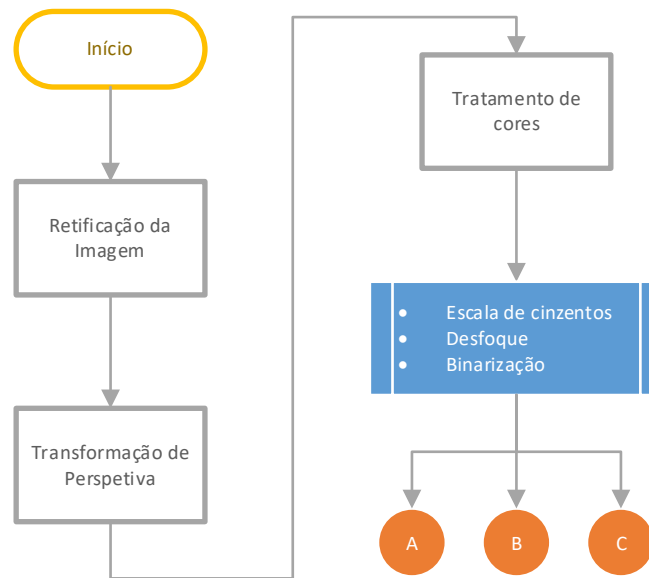 Início
Retificação da
Imagem
Transformação de
Perspetiva
Tratamento de
cores
• Escala de cinzentos
• Desfoque
• Binarização
A
B
C